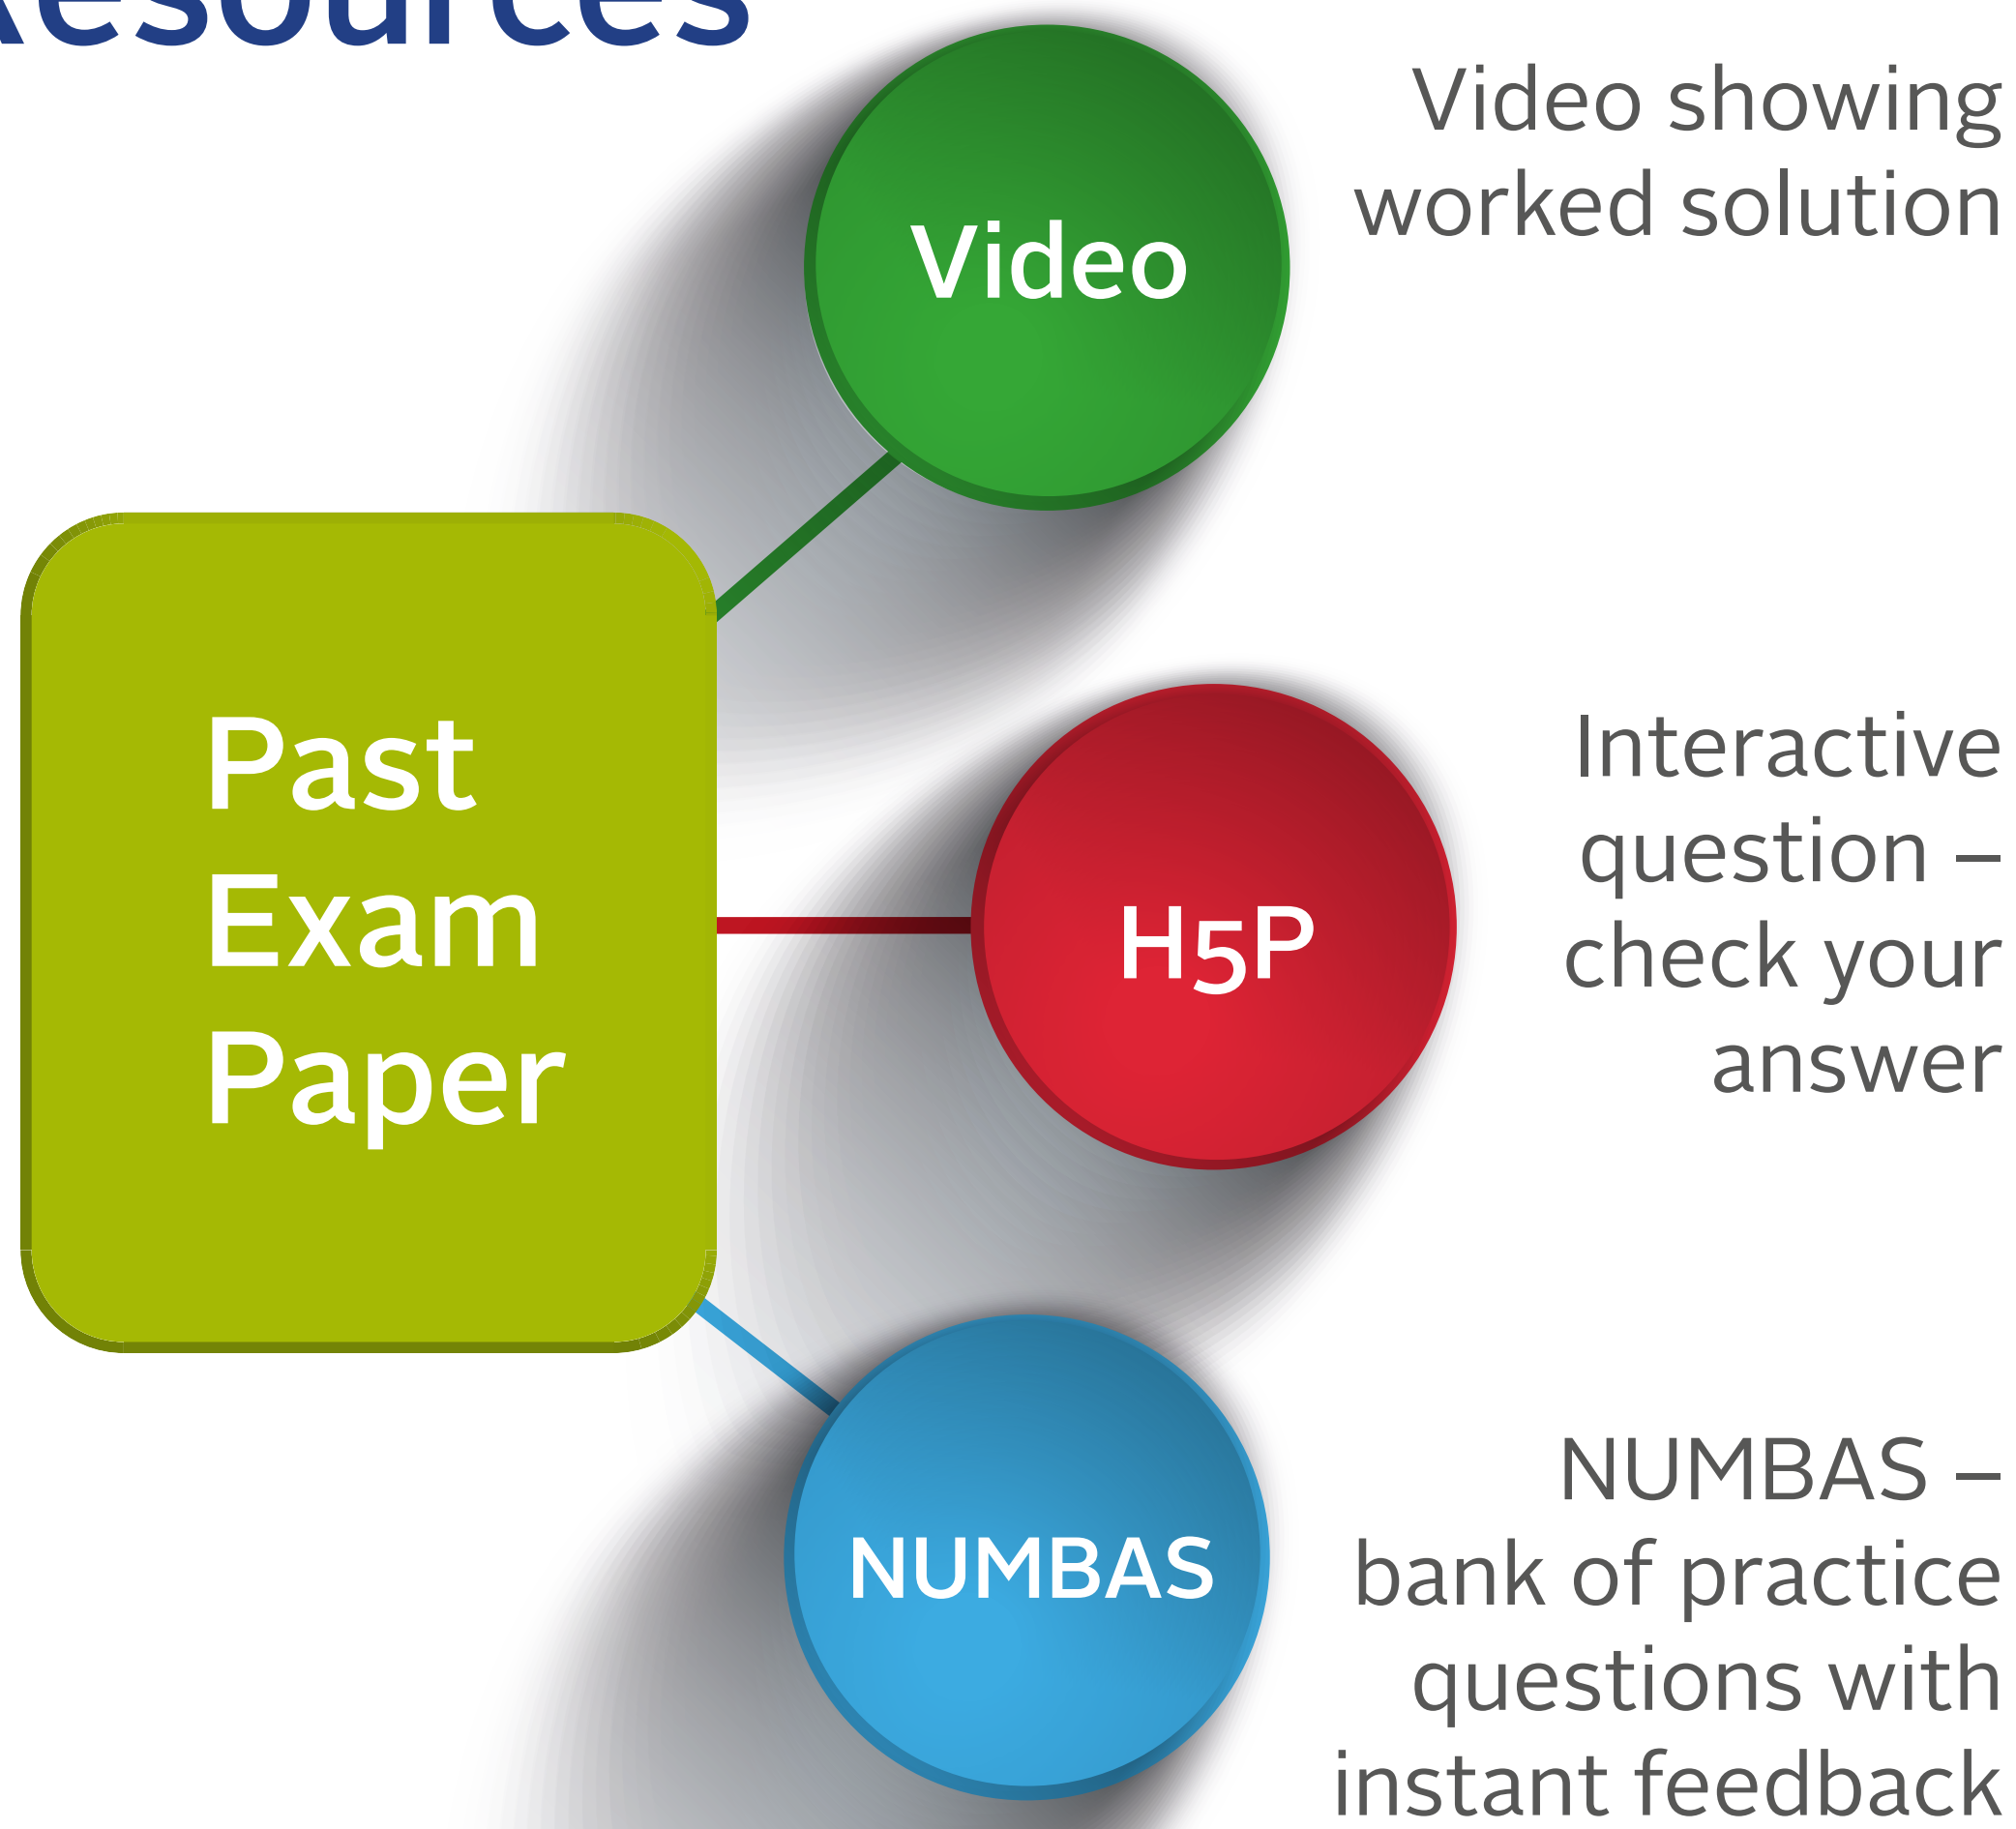 Resources
Video
Video showing
worked solution
Past
Exam
Paper
H5P
Interactive
question –
check your
answer
NUMBAS
NUMBAS –
bank of practice
questions with
instant feedback